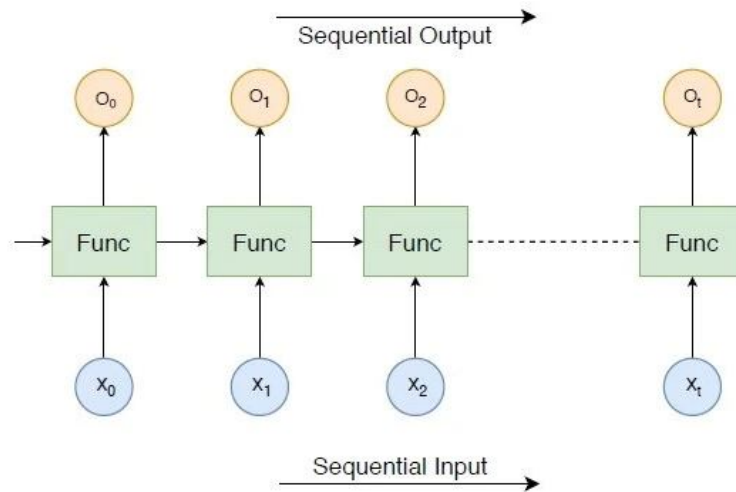 Sequential Output
O₀ O₁ O₂ Oₜ
Func Func Func Func
X₀ X₁ X₂ Xₜ
Sequential Input